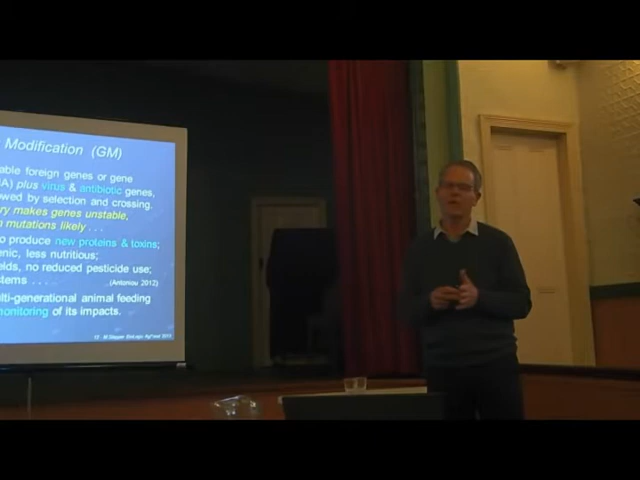 Modification (GM)
able foreign genes or gene
A) plus virus & antibiotic genes,
owed by selection and crossing.
ry makes genes unstable,
n mutations likely . . .
o produce new proteins & toxins;
enic, less nutritious;
elds, no reduced pesticide use;
stems . . . . (Antoniou 2012)
lti-generational animal feeding
monitoring of its impacts.